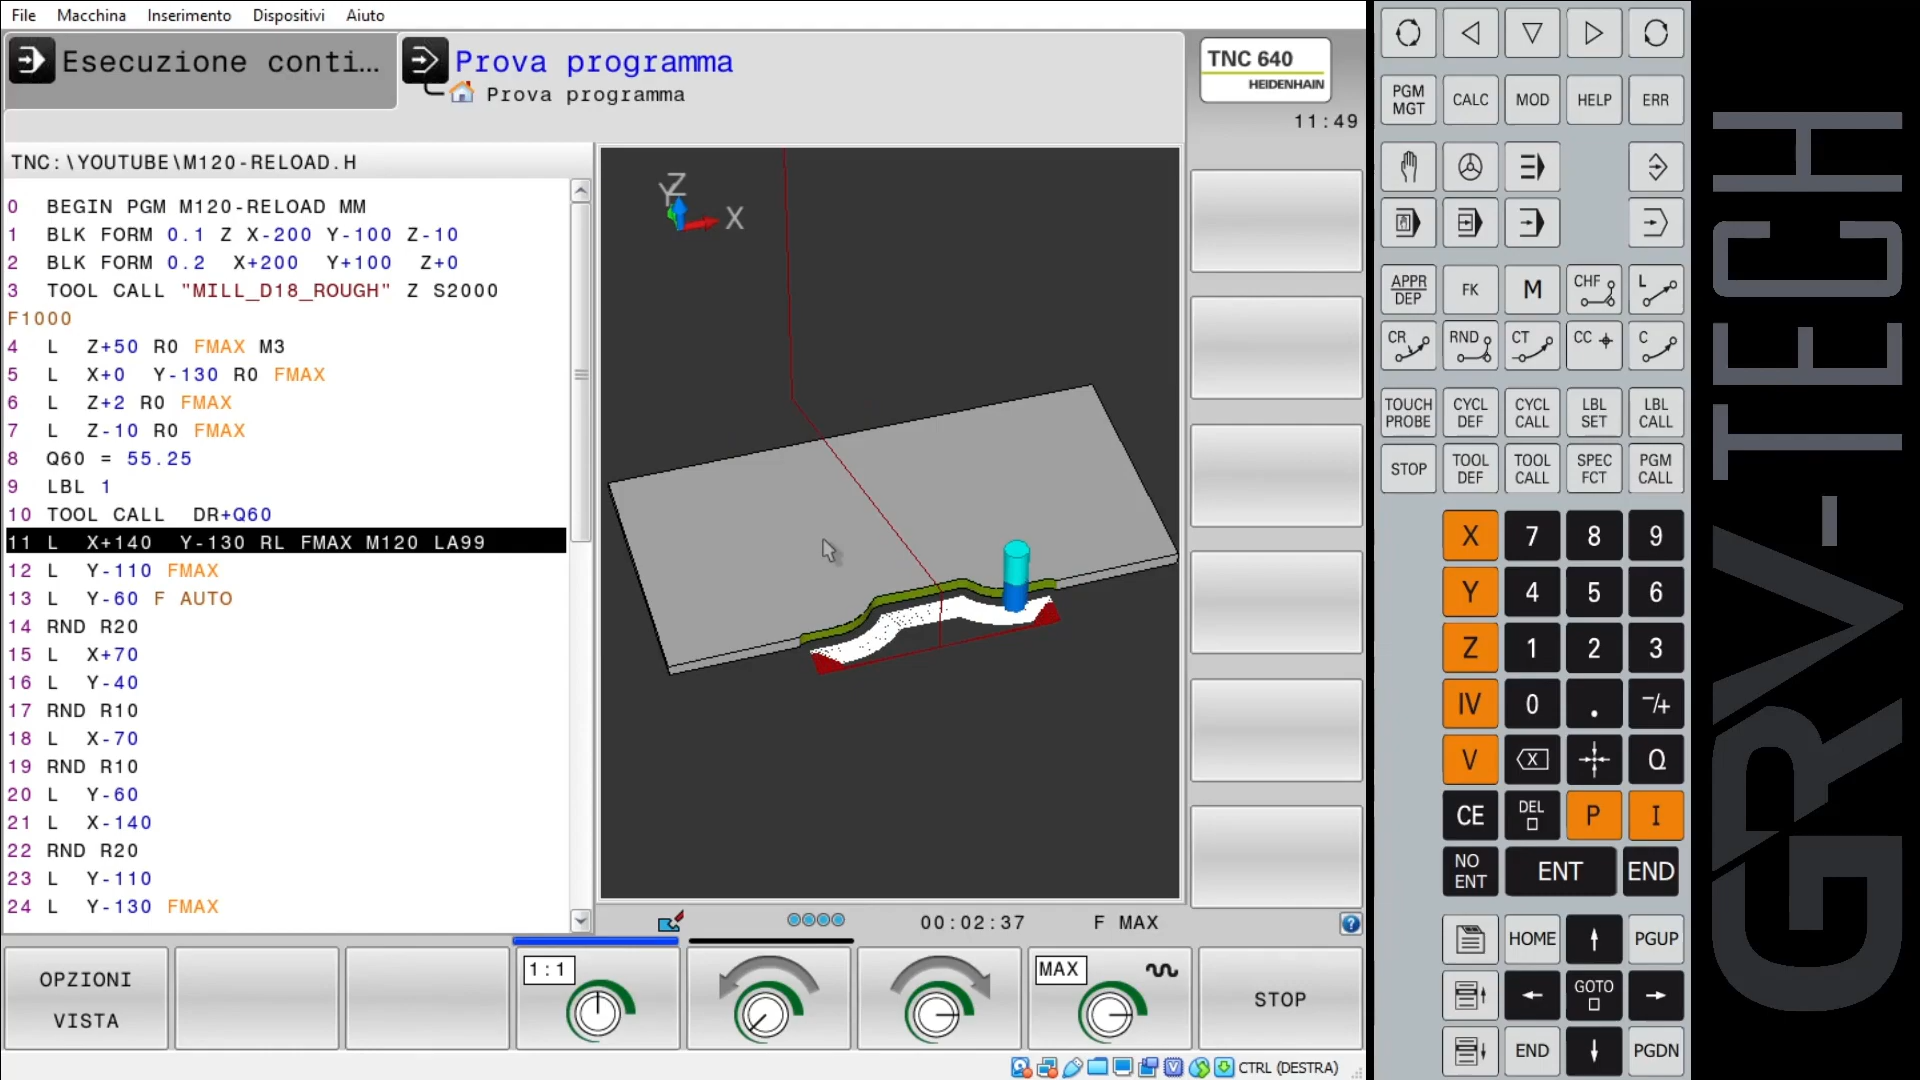 File Macchina Inserimento Dispositivi Aiuto
Esecuzione conti...
Prova programma
Prova programma
TNC 640
HEIDENHAIN
11:49
TNC:\YOUTUBE\M120-RELOAD.H
0 BEGIN PGM M120-RELOAD MM
1 BLK FORM 0.1 Z X-200 Y-100 Z-10
2 BLK FORM 0.2 X+200 Y+100 Z+0
3 TOOL CALL "MILL_D18_ROUGH" Z S2000
F1000
4 L Z+50 R0 FMAX M3
5 L X+0 Y-130 R0 FMAX
6 L Z+2 R0 FMAX
7 L Z-10 R0 FMAX
8 Q60 = 55.25
9 LBL 1
10 TOOL CALL DR+Q60
11 L X+140 Y-130 RL FMAX M120 LA99
12 L Y-110 FMAX
13 L Y-60 F AUTO
14 RND R20
15 L X+70
16 L Y-40
17 RND R10
18 L X-70
19 RND R10
20 L Y-60
21 L X-140
22 RND R20
23 L Y-110
24 L Y-130 FMAX
Z
Y
X
00:02:37 F MAX
OPZIONI
VISTA
1:1
MAX
STOP
CTRL (DESTRA)
PGM
MGT
CALC
MOD
HELP
ERR
APPR
DEP
FK
M
CHF
L
CR
RND
CT
CC
C
TOUCH
PROBE
CYCL
DEF
CYCL
CALL
LBL
SET
LBL
CALL
STOP
TOOL
DEF
TOOL
CALL
SPEC
FCT
PGM
CALL
X 7 8 9
Y 4 5 6
Z 1 2 3
IV 0 . −/+
V X Q
CE
DEL
P I
NO
ENT
ENT
END
HOME
PGUP
GOTO
END
PGDN
GRV-TECH